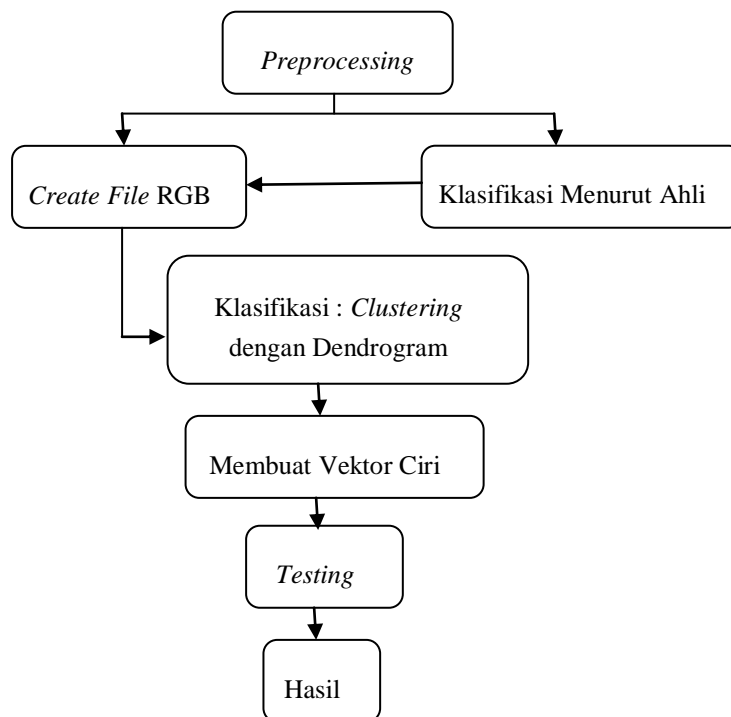 Preprocessing
Create File RGB
Klasifikasi Menurut Ahli
Klasifikasi : Clustering
dengan Dendrogram
Membuat Vektor Ciri
Testing
Hasil